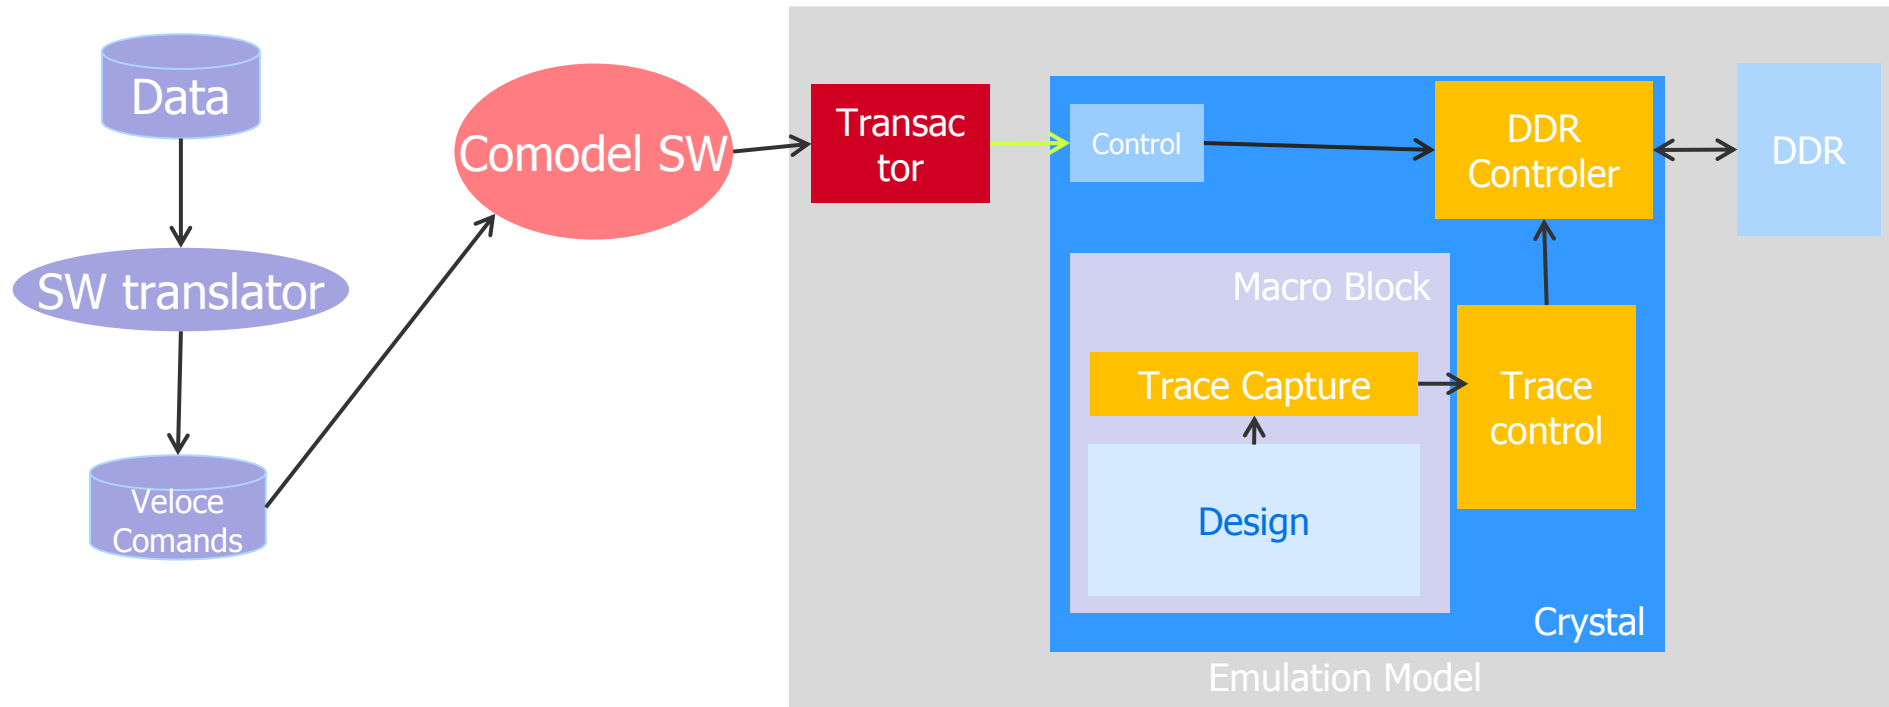 Data
SW translator
Veloce
Comands
Comodel SW
Transac
tor
Control
DDR
Controler
DDR
Macro Block
Trace Capture
Trace
control
Design
Crystal
Emulation Model